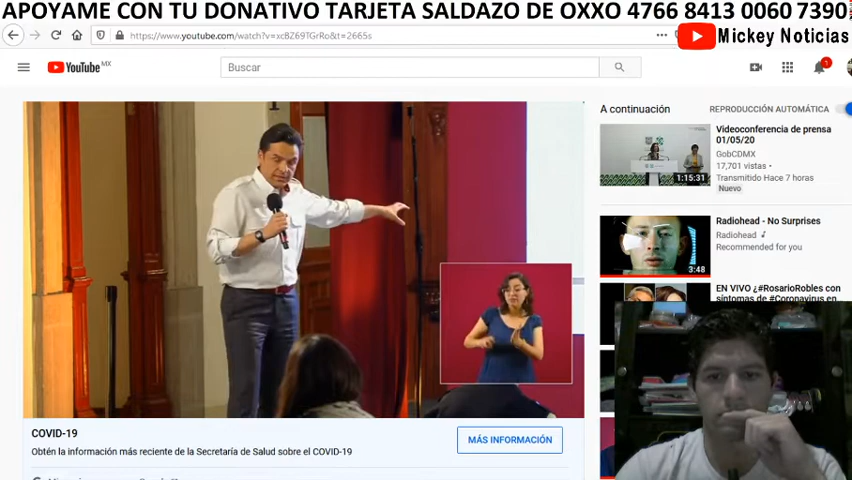 APOYAME CON TU DONATIVO TARJETA SALDAZO DE OXXO 4766 8413 0060 7390
https://www.youtube.com/watch?v=xcBZ69TGrRo&t=2665s
Mickey Noticias
YouTube MX
Buscar
1
A continuación
REPRODUCCIÓN AUTOMÁTICA
Videoconferencia de prensa
01/05/20
GobCDMX
17,701 vistas •
Transmitido Hace 7 horas
Nuevo
1:15:31
Radiohead - No Surprises
Radiohead
Recommended for you
3:48
EN VIVO ¿#RosarioRobles con
síntomas de #Coronavirus en
COVID-19
Obtén la información más reciente de la Secretaría de Salud sobre el COVID-19
MÁS INFORMACIÓN